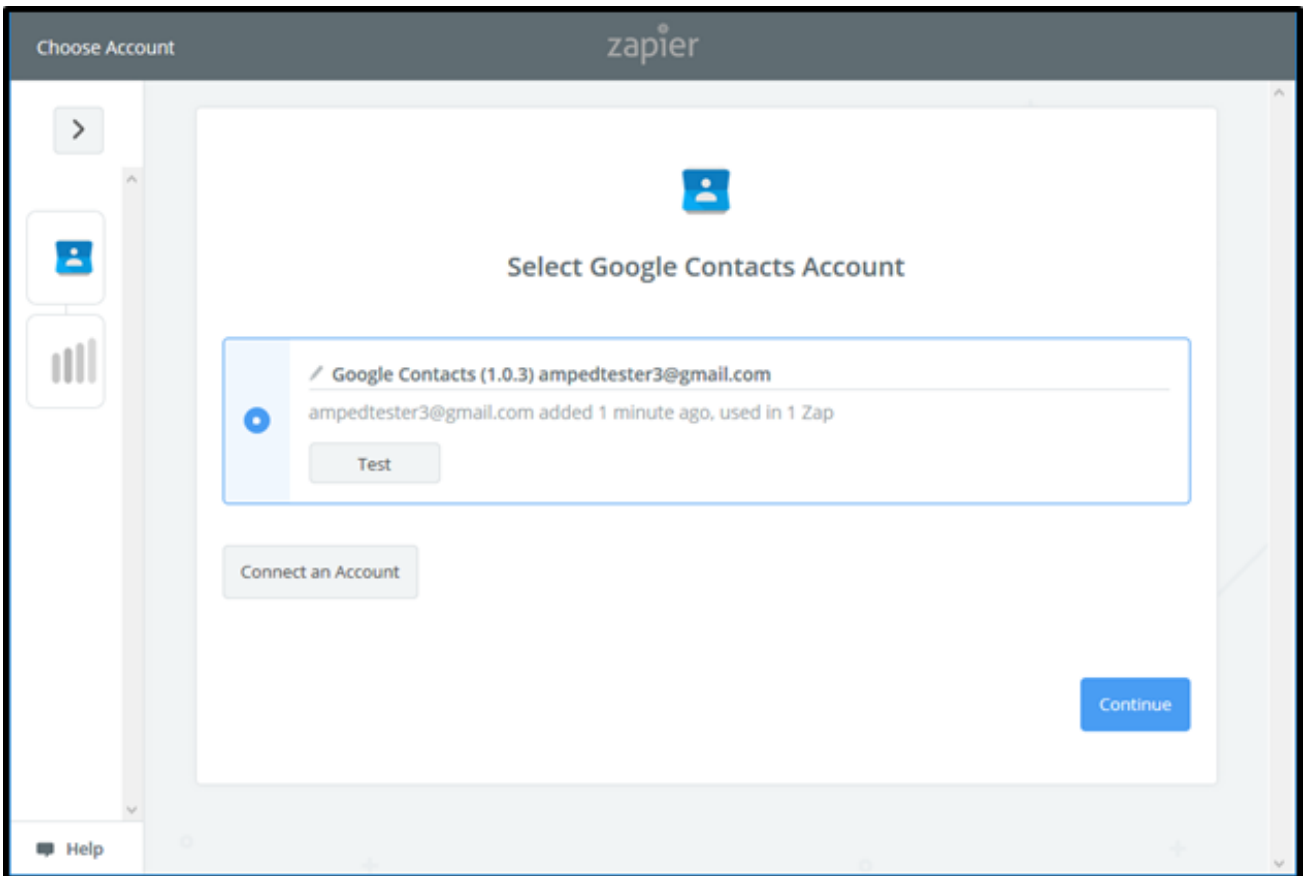 Choose Account
zapier
Select Google Contacts Account
Google Contacts (1.0.3) ampedtester3@gmail.com
ampedtester3@gmail.com added 1 minute ago, used in 1 Zap
Test
Connect an Account
Continue
Help